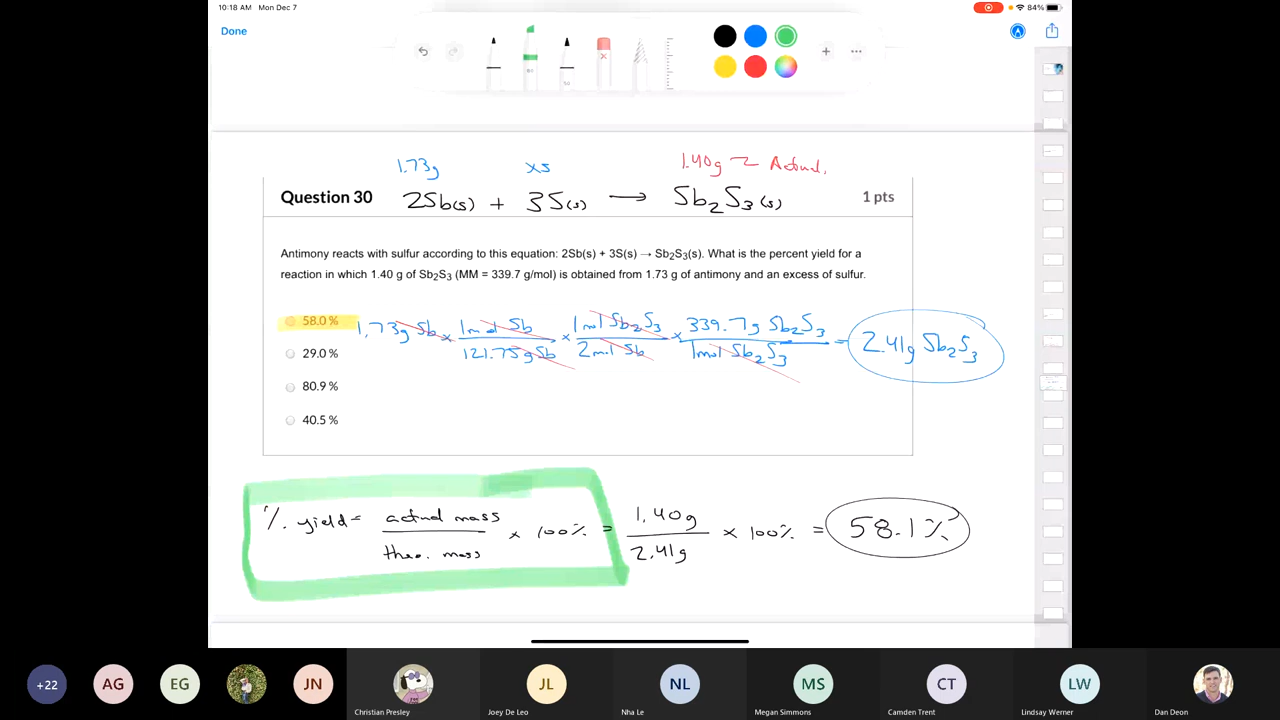 10:18 AM Mon Dec 7
84%
Done
1.73g xs 1.40g ~ Actual.
Question 30 2Sb(s) + 3S(s) → Sb₂S₃(s) 1 pts
Antimony reacts with sulfur according to this equation: 2Sb(s) + 3S(s) → Sb₂S₃(s). What is the percent yield for a
reaction in which 1.40 g of Sb₂S₃ (MM = 339.7 g/mol) is obtained from 1.73 g of antimony and an excess of sulfur.
58.0 %
1.73g Sb × 1mol Sb / 121.75g Sb × 1mol Sb₂S₃ / 2mol Sb × 339.7g Sb₂S₃ / 1mol Sb₂S₃ = 2.41g Sb₂S₃
29.0 %
80.9 %
40.5 %
% yield = actual mass / theo. mass × 100% = 1.40g / 2.41g × 100% = 58.1%
+22 AG EG JN JL NL MS CT LW
Christian Presley Joey De Leo Nha Le Megan Simmons Camden Trent Lindsay Werner Dan Deon